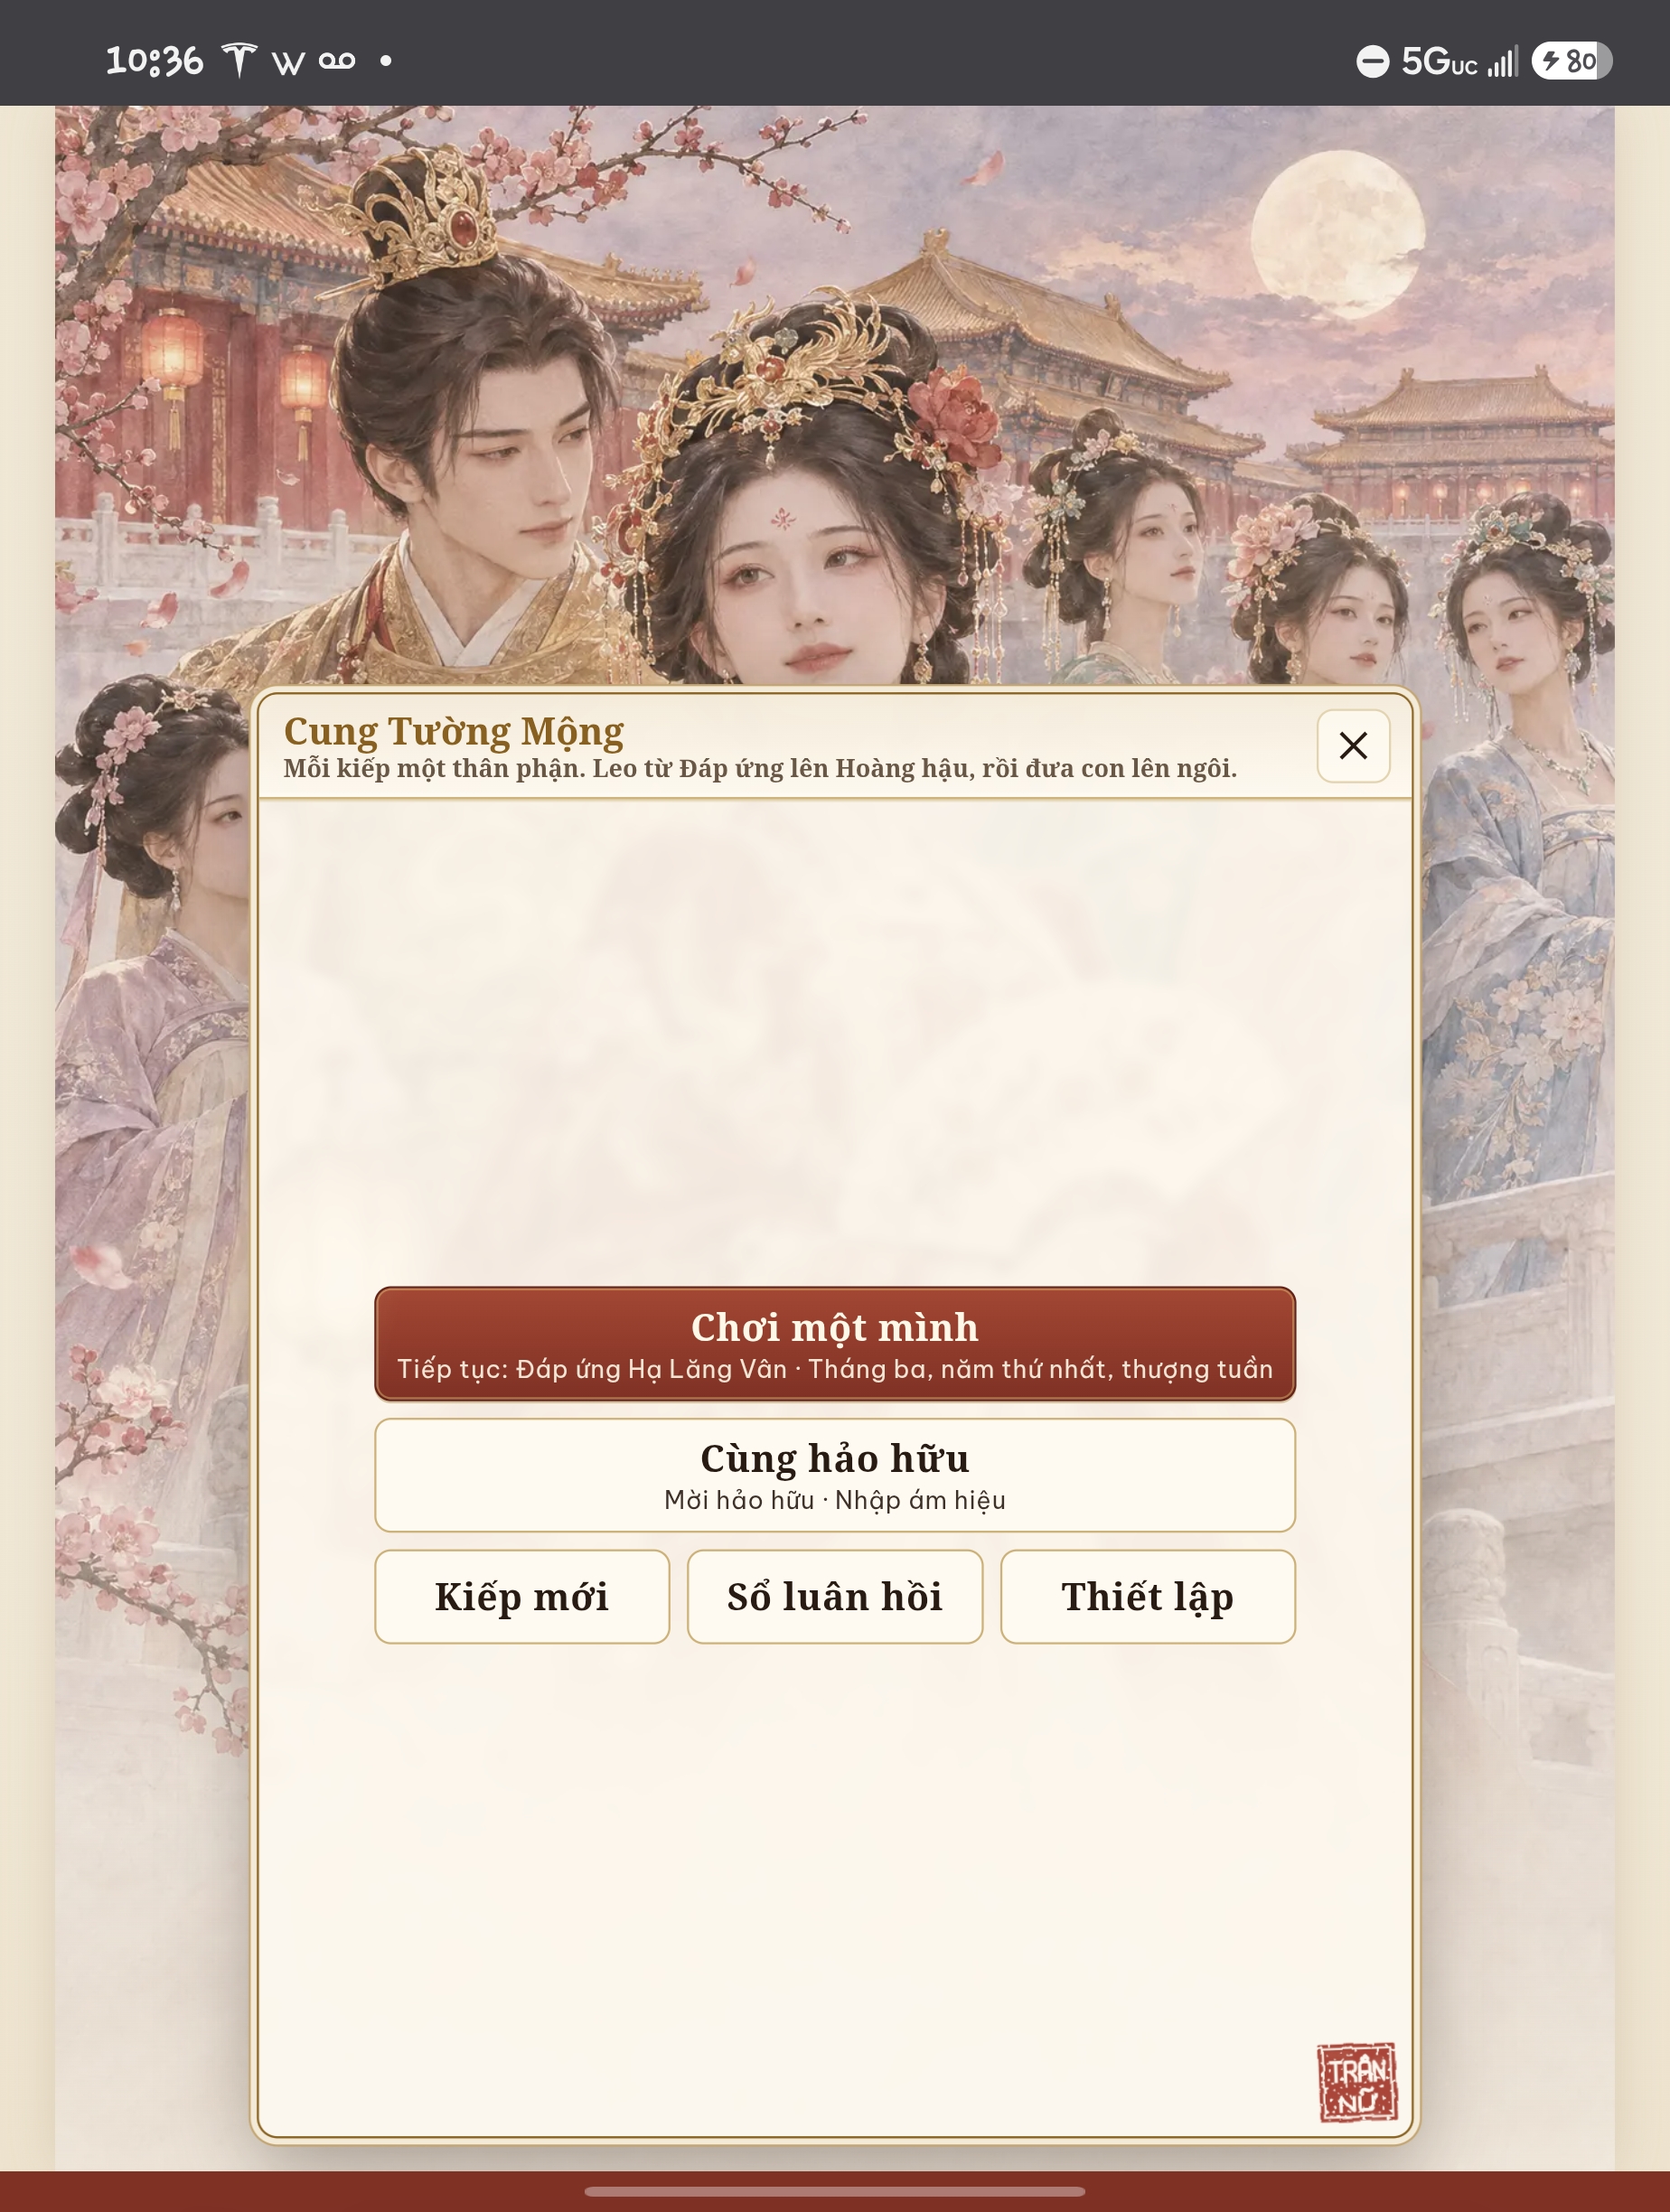 10:36 W
5GUC 80
Cung Tường Mộng
Mỗi kiếp một thân phận. Leo từ Đáp ứng lên Hoàng hậu, rồi đưa con lên ngôi.
Chơi một mình
Tiếp tục: Đáp ứng Hạ Lăng Vân · Tháng ba, năm thứ nhất, thượng tuần
Cùng hảo hữu
Mời hảo hữu · Nhập ám hiệu
Kiếp mới
Sổ luân hồi
Thiết lập
TRÂN
NỮ